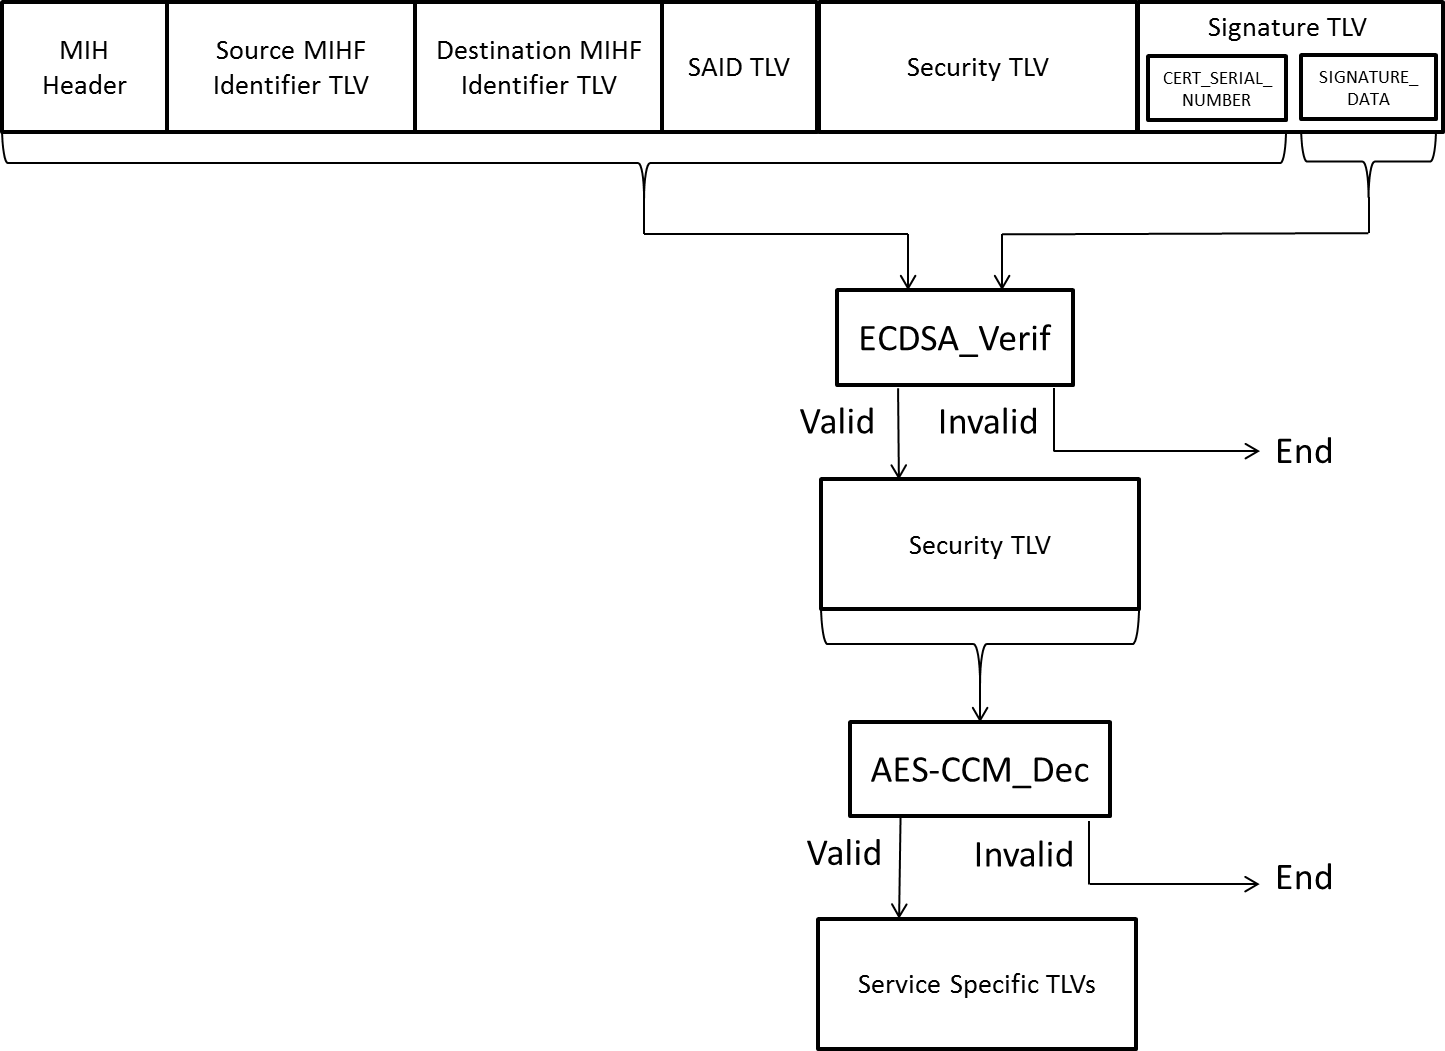 MIH
Header
Source MIHF
Identifier TLV
Destination MIHF
Identifier TLV
SAID TLV
Security TLV
Signature TLV
CERT_SERIAL_
NUMBER
SIGNATURE_
DATA
ECDSA_Verif
Valid
Invalid
End
Security TLV
AES-CCM_Dec
Valid
Invalid
End
Service Specific TLVs